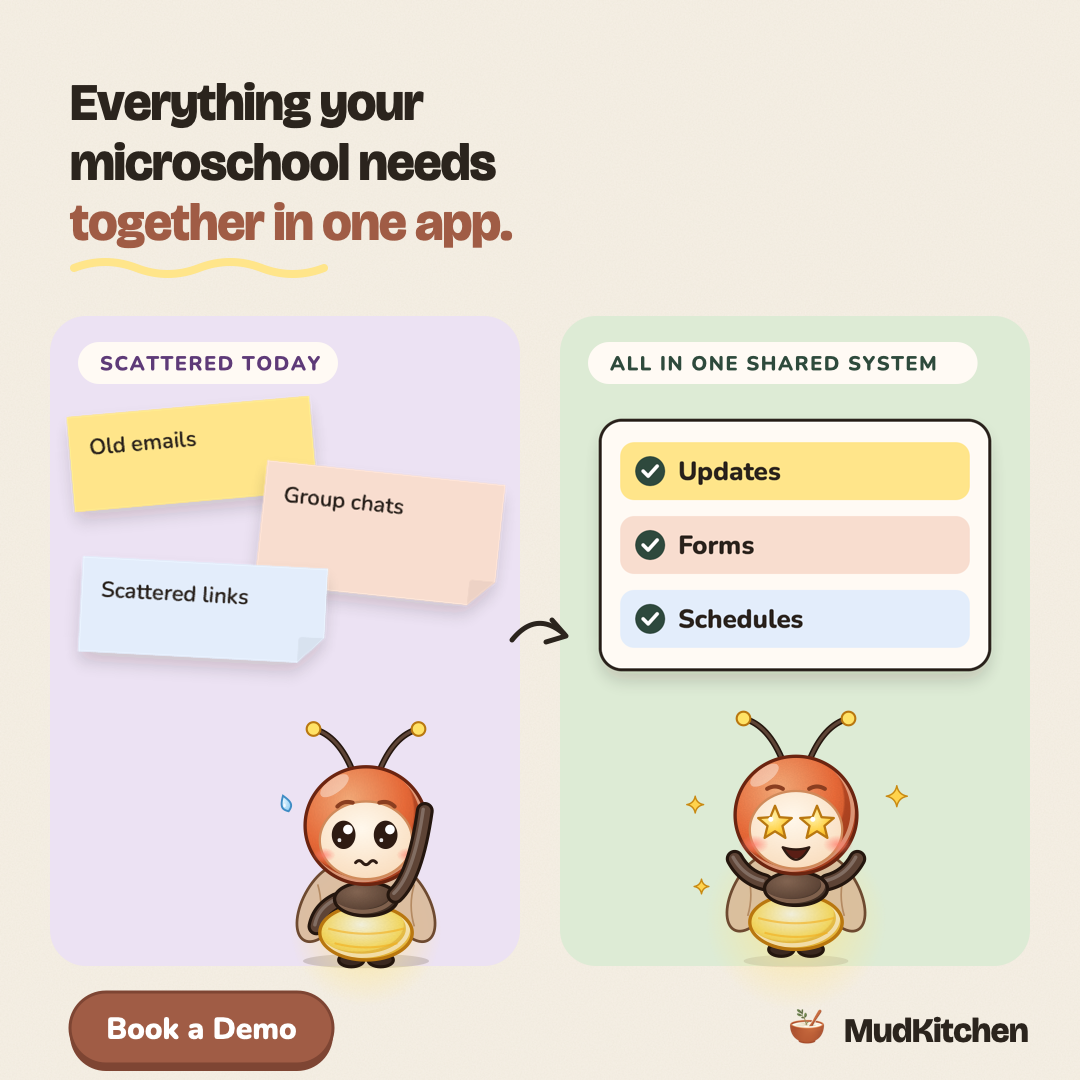 Everything your
microschool needs
together in one app.
SCATTERED TODAY
Old emails
Group chats
Scattered links
ALL IN ONE SHARED SYSTEM
Updates
Forms
Schedules
Book a Demo
MudKitchen